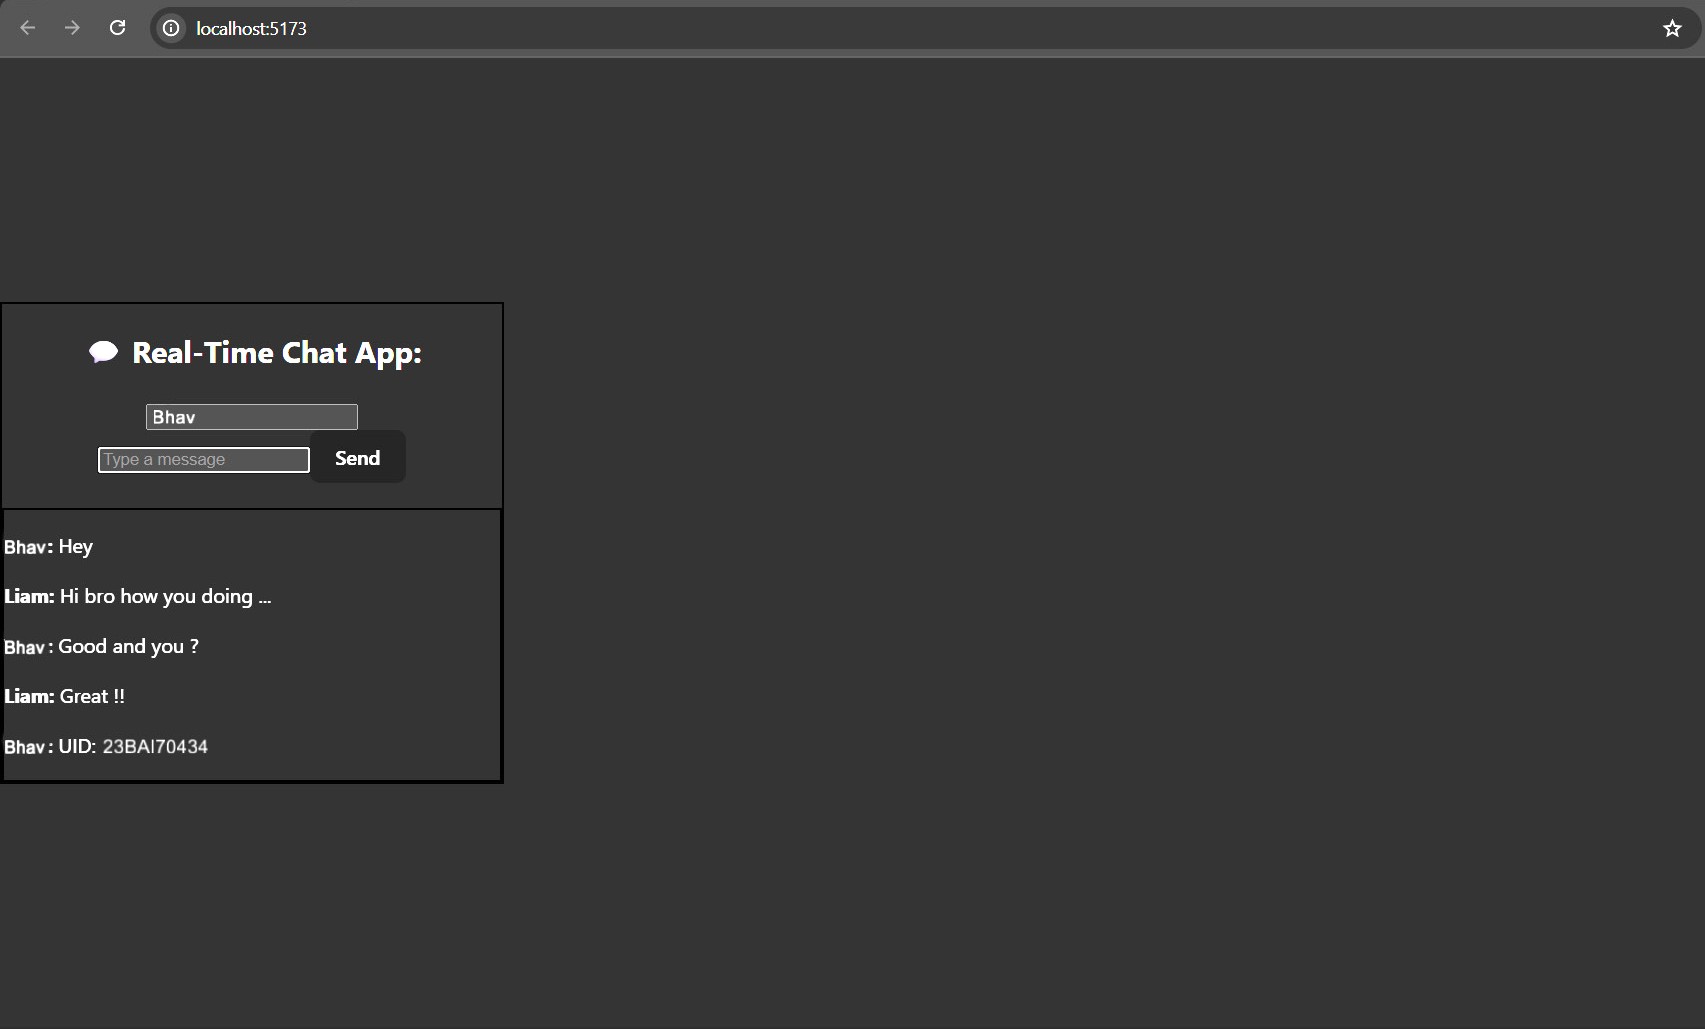 localhost:5173
Real-Time Chat App:
Bhav
Type a message
Send
Bhav: Hey
Liam: Hi bro how you doing ...
Bhav : Good and you ?
Liam: Great !!
Bhav : UID: 23BAI70434